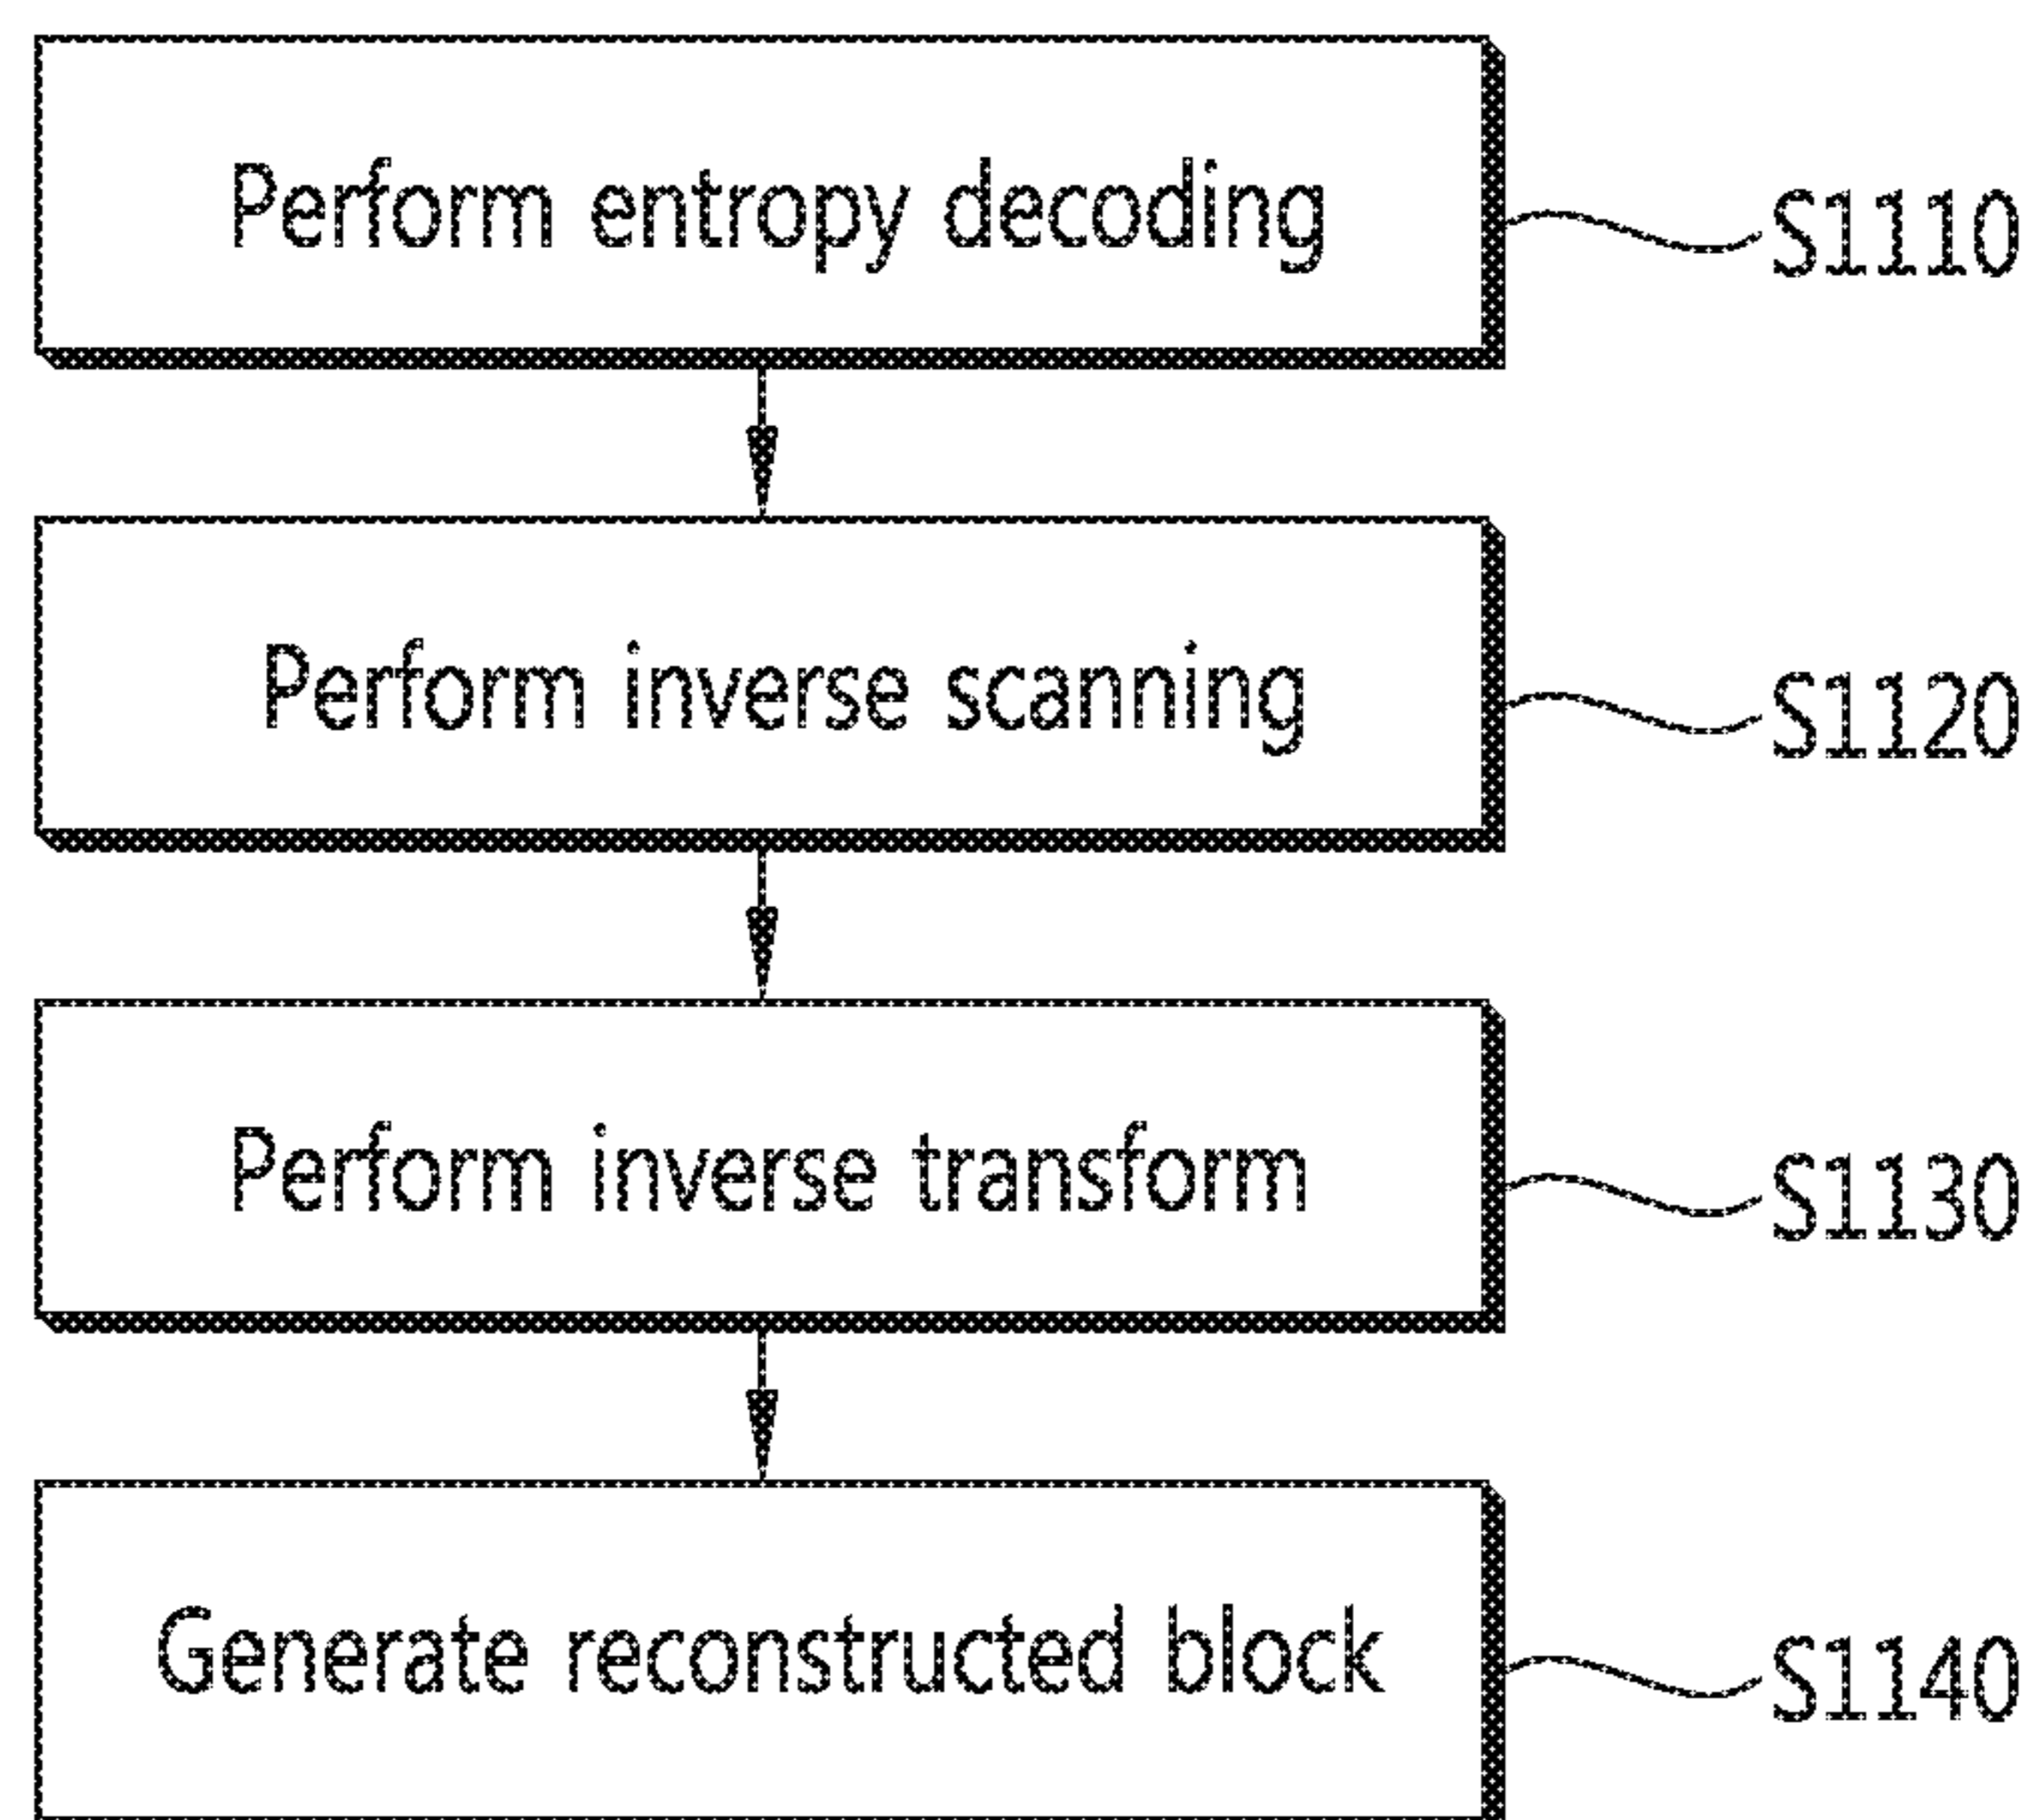 Perform entropy decoding
S1110
Perform inverse scanning
S1120
Perform inverse transform
S1130
Generate reconstructed block
S1140